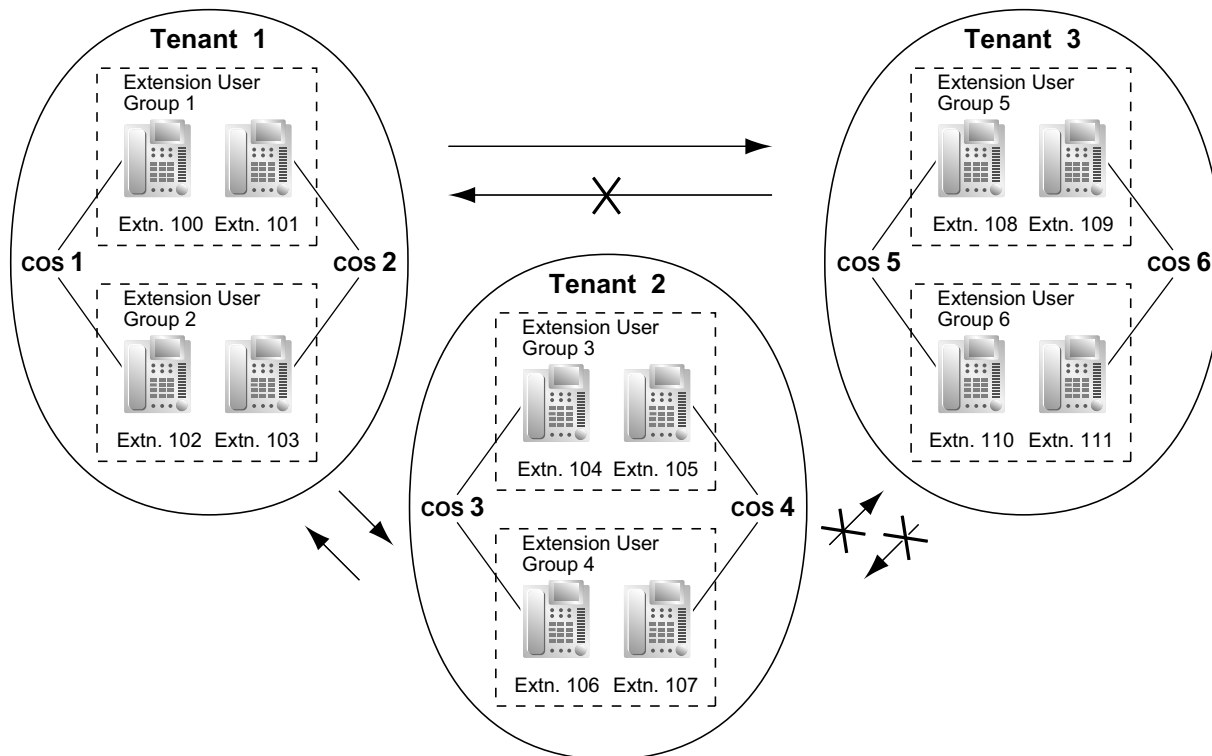 Tenant 1
Extension User
Group 1
Extn. 100 Extn. 101
COS 1
COS 2
Extension User
Group 2
Extn. 102 Extn. 103
Tenant 2
Extension User
Group 3
Extn. 104 Extn. 105
COS 3
COS 4
Extension User
Group 4
Extn. 106 Extn. 107
Tenant 3
Extension User
Group 5
Extn. 108 Extn. 109
COS 5
COS 6
Extension User
Group 6
Extn. 110 Extn. 111